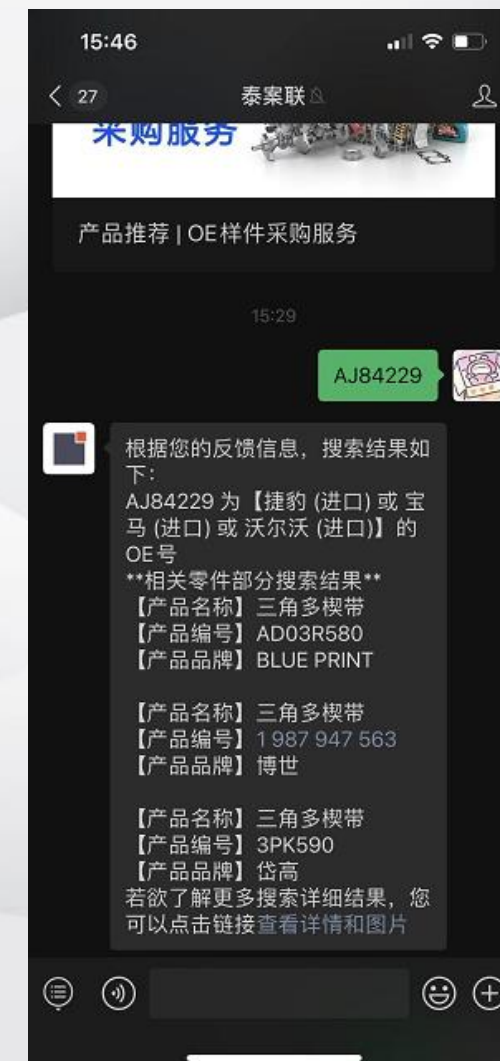 15:46
27
泰案联
采购服务
产品推荐 | OE样件采购服务
15:29
AJ84229
根据您的反馈信息，搜索结果如
下：
AJ84229 为【捷豹 (进口) 或 宝
马 (进口) 或 沃尔沃 (进口)】的
OE号
**相关零件部分搜索结果**
【产品名称】三角多楔带
【产品编号】AD03R580
【产品品牌】BLUE PRINT
【产品名称】三角多楔带
【产品编号】1 987 947 563
【产品品牌】博世
【产品名称】三角多楔带
【产品编号】3PK590
【产品品牌】岱高
若欲了解更多搜索详细结果，您
可以点击链接查看详情和图片